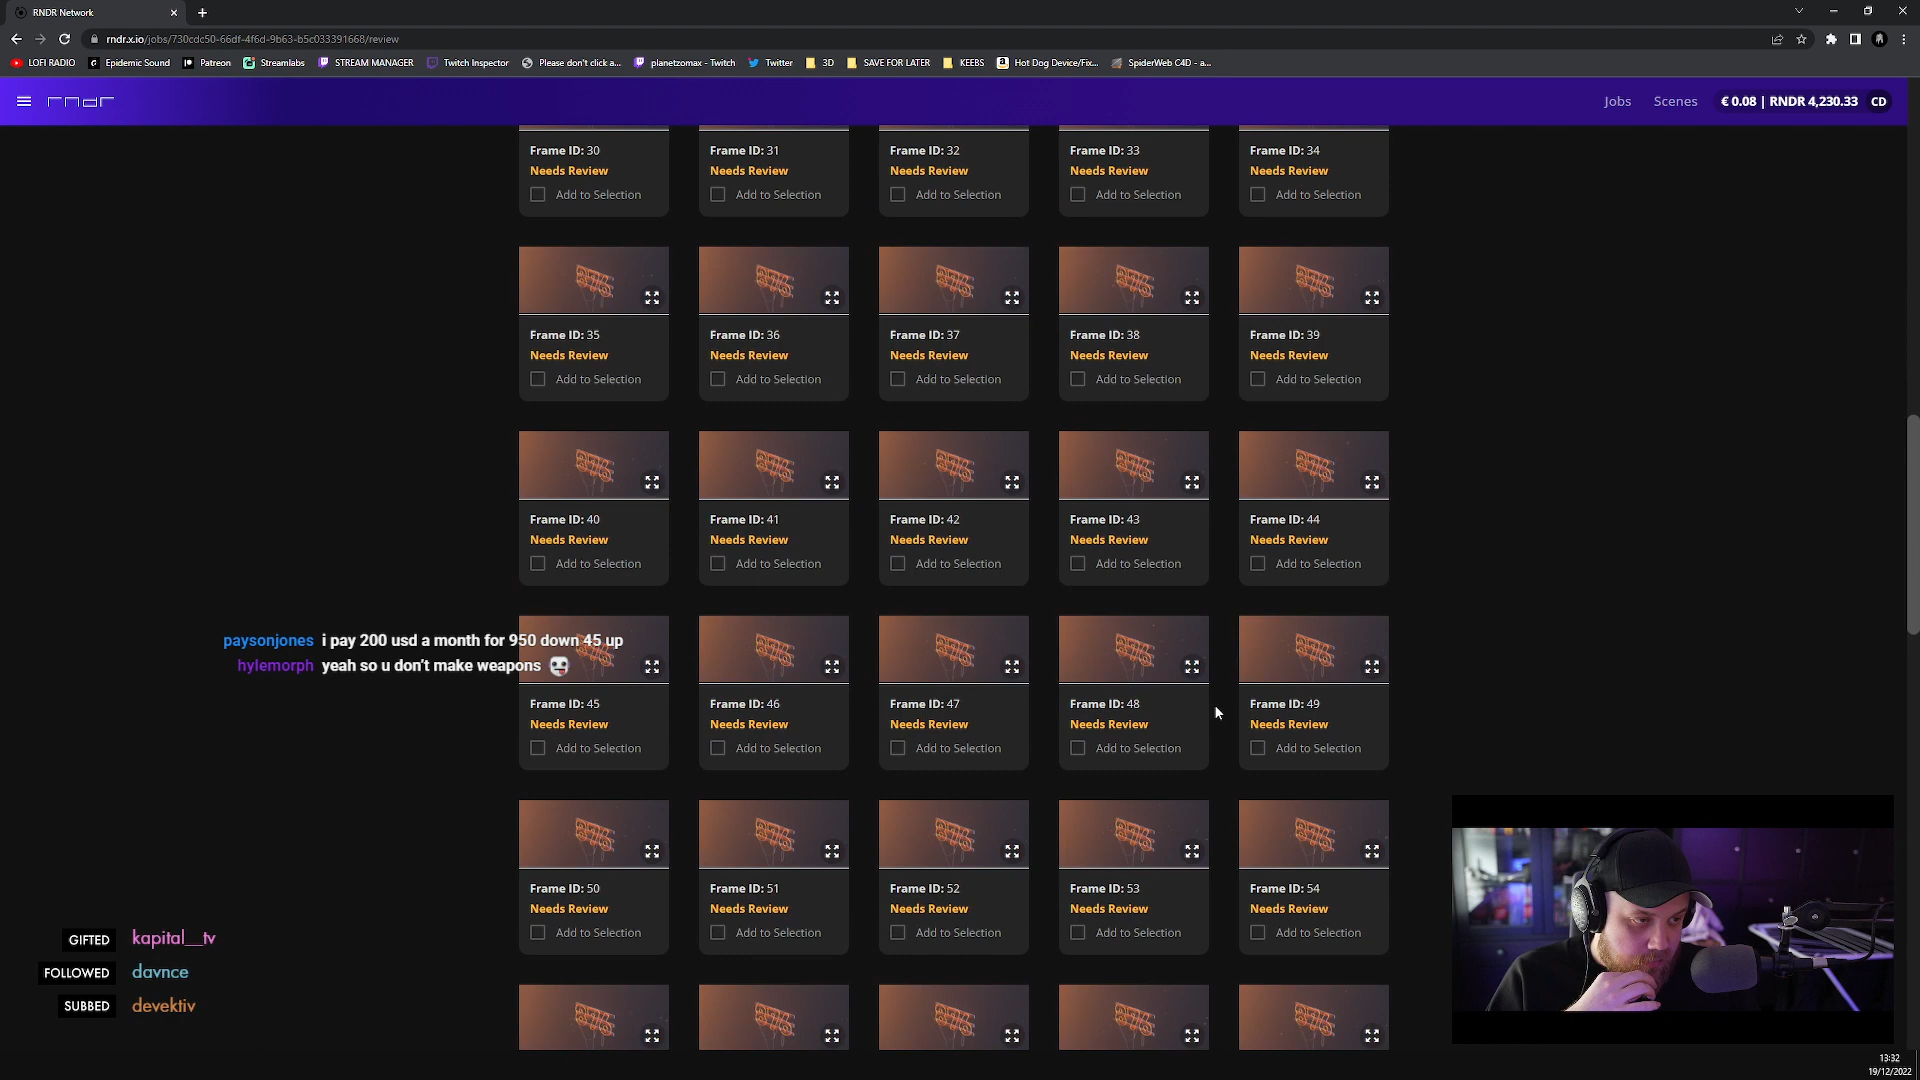 RNDR Network
rndr.x.io/jobs/730cdc50-66df-4f6d-9b63-b5c033391668/review
LOFI RADIO Epidemic Sound Patreon Streamlabs STREAM MANAGER Twitch Inspector Please don't click a... planetzomax - Twitch Twitter 3D SAVE FOR LATER KEEBS Hot Dog Device/Fix... SpiderWeb C4D - a...
rndr Jobs Scenes € 0.08 | RNDR 4,230.33 CD
Frame ID: 30 Frame ID: 31 Frame ID: 32 Frame ID: 33 Frame ID: 34
Needs Review Needs Review Needs Review Needs Review Needs Review
Add to Selection Add to Selection Add to Selection Add to Selection Add to Selection
Frame ID: 35 Frame ID: 36 Frame ID: 37 Frame ID: 38 Frame ID: 39
Needs Review Needs Review Needs Review Needs Review Needs Review
Add to Selection Add to Selection Add to Selection Add to Selection Add to Selection
Frame ID: 40 Frame ID: 41 Frame ID: 42 Frame ID: 43 Frame ID: 44
Needs Review Needs Review Needs Review Needs Review Needs Review
Add to Selection Add to Selection Add to Selection Add to Selection Add to Selection
paysonjones i pay 200 usd a month for 950 down 45 up
hylemorph yeah so u don't make weapons
Frame ID: 45 Frame ID: 46 Frame ID: 47 Frame ID: 48 Frame ID: 49
Needs Review Needs Review Needs Review Needs Review Needs Review
Add to Selection Add to Selection Add to Selection Add to Selection Add to Selection
Frame ID: 50 Frame ID: 51 Frame ID: 52 Frame ID: 53 Frame ID: 54
Needs Review Needs Review Needs Review Needs Review Needs Review
Add to Selection Add to Selection Add to Selection Add to Selection Add to Selection
GIFTED kapital__tv
FOLLOWED davnce
SUBBED devektiv
13:32
19/12/2022